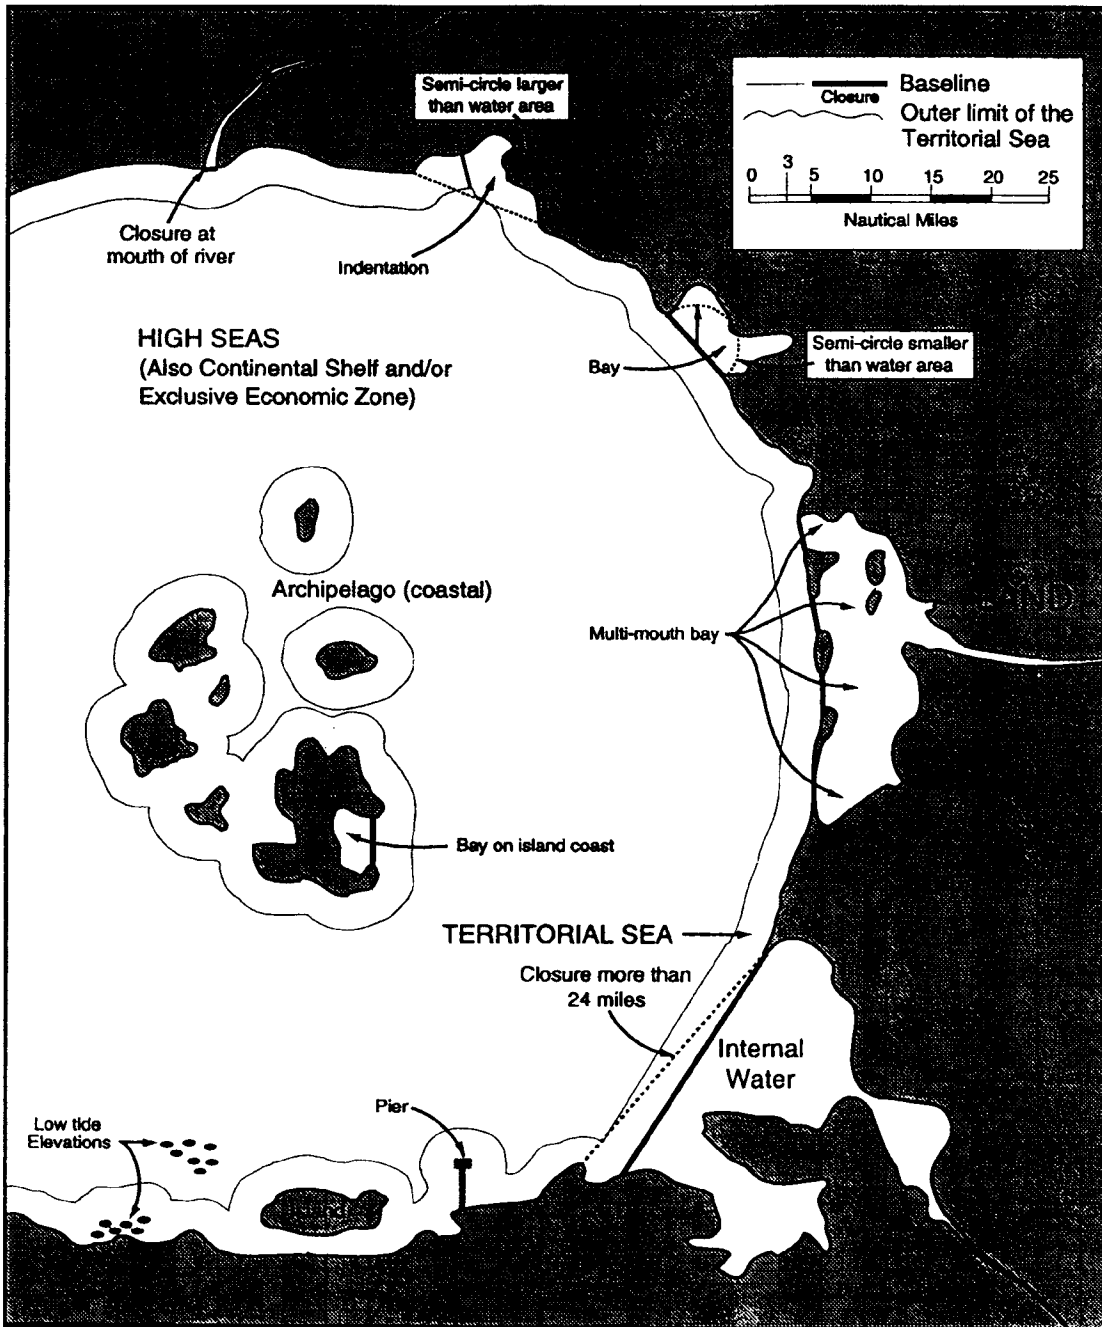 Semi-circle larger
than water area
Baseline
Closure
Outer limit of the
Territorial Sea
0 3 5 10 15 20 25
Nautical Miles
Closure at
mouth of river
Indentation
HIGH SEAS
(Also Continental Shelf and/or
Exclusive Economic Zone)
Bay
Semi-circle smaller
than water area
Archipelago (coastal)
LAND
Multi-mouth bay
Bay on island coast
TERRITORIAL SEA
Closure more than
24 miles
Internal
Water
Pier
Low tide
Elevations